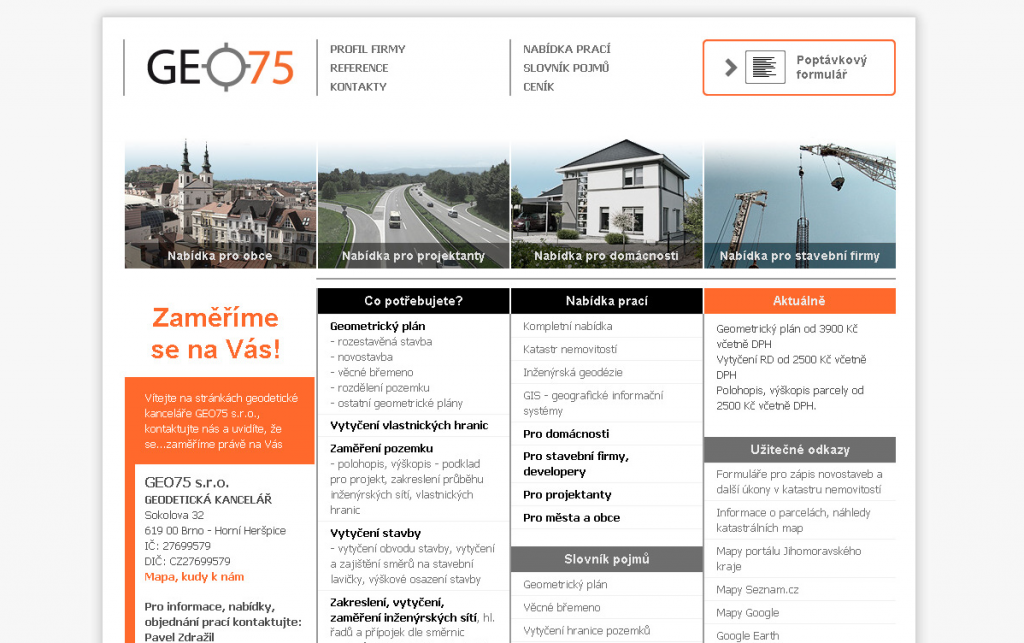 GEO75
PROFIL FIRMY
REFERENCE
KONTAKTY
NABÍDKA PRACÍ
SLOVNÍK POJMŮ
CENÍK
Poptávkový
formulář
Nabídka pro obce
Nabídka pro projektanty
Nabídka pro domácnosti
Nabídka pro stavební firmy
Zaměříme
se na Vás!
Vítejte na stránkách geodetické
kanceláře GEO75 s.r.o.,
kontaktujte nás a uvidíte, že
se...zaměříme právě na Vás
GEO75 s.r.o.
GEODETICKÁ KANCELÁŘ
Sokolova 32
619 00 Brno - Horní Heršpice
IČ: 27699579
DIČ: CZ27699579
Mapa, kudy k nám
Pro informace, nabídky,
objednání prací kontaktujte:
Pavel Zdražil
Co potřebujete?
Geometrický plán
- rozestavěná stavba
- novostavba
- věcné břemeno
- rozdělení pozemku
- ostatní geometrické plány
Vytyčení vlastnických hranic
Zaměření pozemku
- polohopis, výškopis - podklad
pro projekt, zakreslení průběhu
inženýrských sítí, vlastnických
hranic
Vytyčení stavby
- vytyčení obvodu stavby, vytyčení
a zajištění směrů na stavební
lavičky, výškové osazení stavby
Zakreslení, vytyčení,
zaměření inženýrských sítí, hl.
řadů a přípojek dle směrnic
Nabídka prací
Kompletní nabídka
Katastr nemovitostí
Inženýrská geodézie
GIS - geografické informační
systémy
Pro domácnosti
Pro stavební firmy,
developery
Pro projektanty
Pro města a obce
Slovník pojmů
Geometrický plán
Věcné břemeno
Vytyčení hranice pozemků
Aktuálně
Geometrický plán od 3900 Kč
včetně DPH
Vytyčení RD od 2500 Kč včetně
DPH
Polohopis, výškopis parcely od
2500 Kč včetně DPH.
Užitečné odkazy
Formuláře pro zápis novostaveb a
další úkony v katastru nemovitostí
Informace o parcelách, náhledy
katastrálních map
Mapy portálu Jihomoravského
kraje
Mapy Seznam.cz
Mapy Google
Google Earth